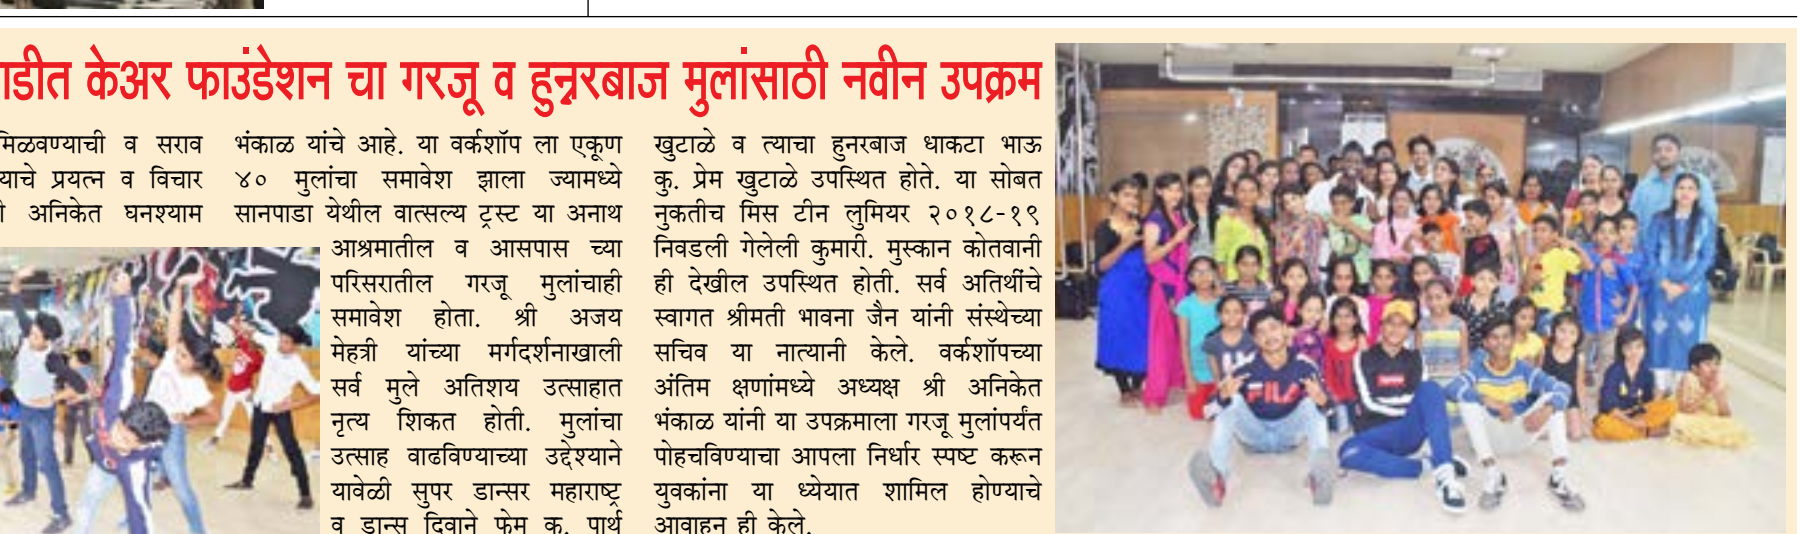 ाडीत केअर फाउंडेशन चा गरजू व हुन्नरबाज मुलांसाठी नवीन उपक्रम
मिळवण्याची व सराव
याचे प्रयत्न व विचार
ी अनिकेत घनश्याम
भंकाळ यांचे आहे. या वर्कशॉप ला एकूण
४० मुलांचा समावेश झाला ज्यामध्ये
सानपाडा येथील वात्सल्य ट्रस्ट या अनाथ
आश्रमातील व आसपास च्या
परिसरातील गरजू मुलांचाही
समावेश होता. श्री अजय
मेहत्री यांच्या मर्गदर्शनाखाली
सर्व मुले अतिशय उत्साहात
नृत्य शिकत होती. मुलांचा
उत्साह वाढविण्याच्या उद्देश्याने
यावेळी सुपर डान्सर महाराष्ट्र
व डान्स दिवाने फेम कु. पार्थ
खुटाळे व त्याचा हुनरबाज धाकटा भाऊ
कु. प्रेम खुटाळे उपस्थित होते. या सोबत
नुकतीच मिस टीन लुमियर २०१८-१९
निवडली गेलेली कुमारी. मुस्कान कोतवानी
ही देखील उपस्थित होती. सर्व अतिथींचे
स्वागत श्रीमती भावना जैन यांनी संस्थेच्या
सचिव या नात्यानी केले. वर्कशॉपच्या
अंतिम क्षणांमध्ये अध्यक्ष श्री अनिकेत
भंकाळ यांनी या उपक्रमाला गरजू मुलांपर्यंत
पोहचविण्याचा आपला निर्धार स्पष्ट करून
युवकांना या ध्येयात शामिल होण्याचे
आवाहन ही केले.
FILA